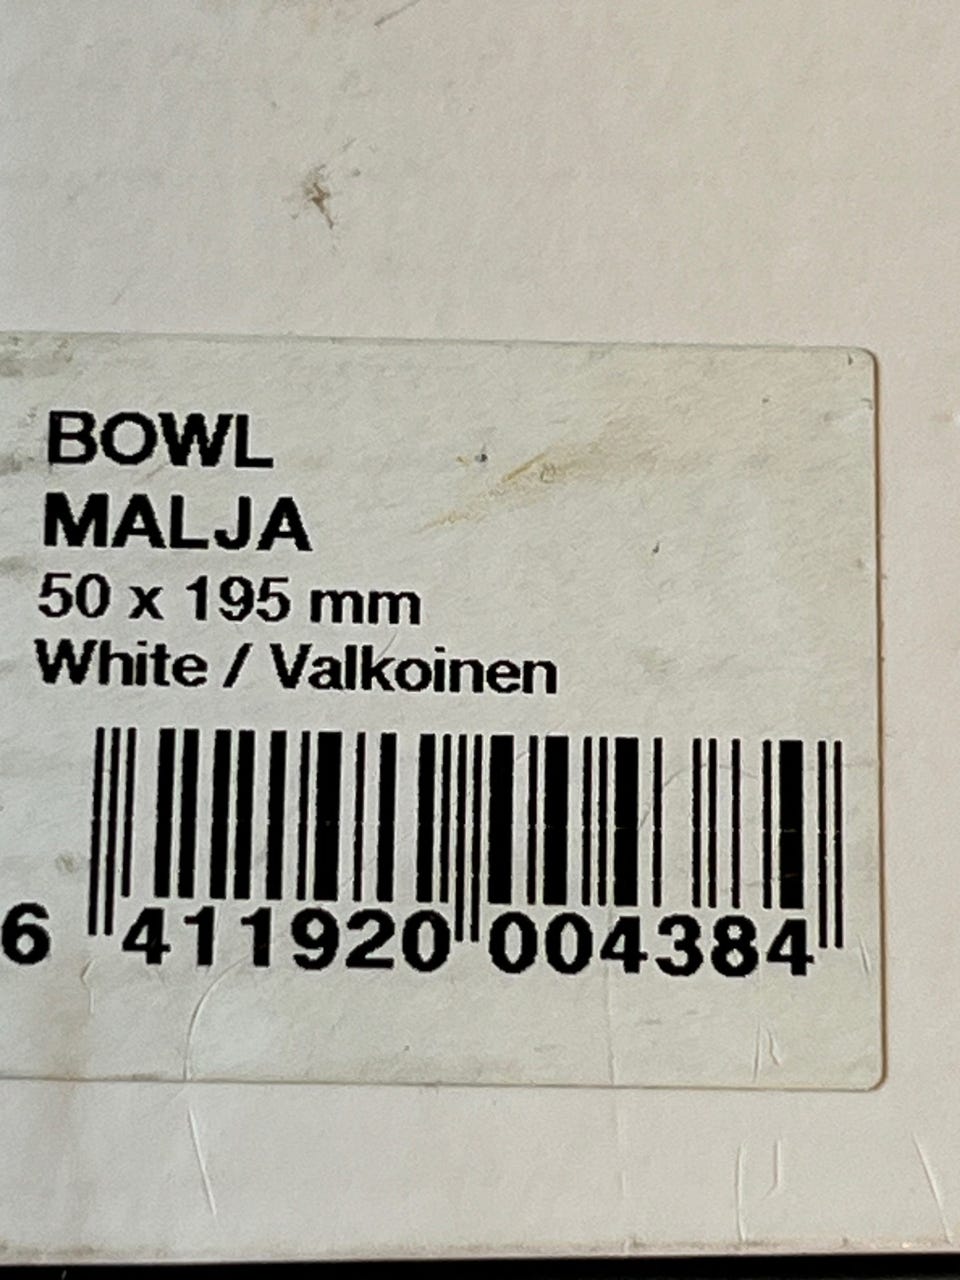 BOWL
MALJA
50 x 195 mm
White / Valkoinen
6 411920 004384